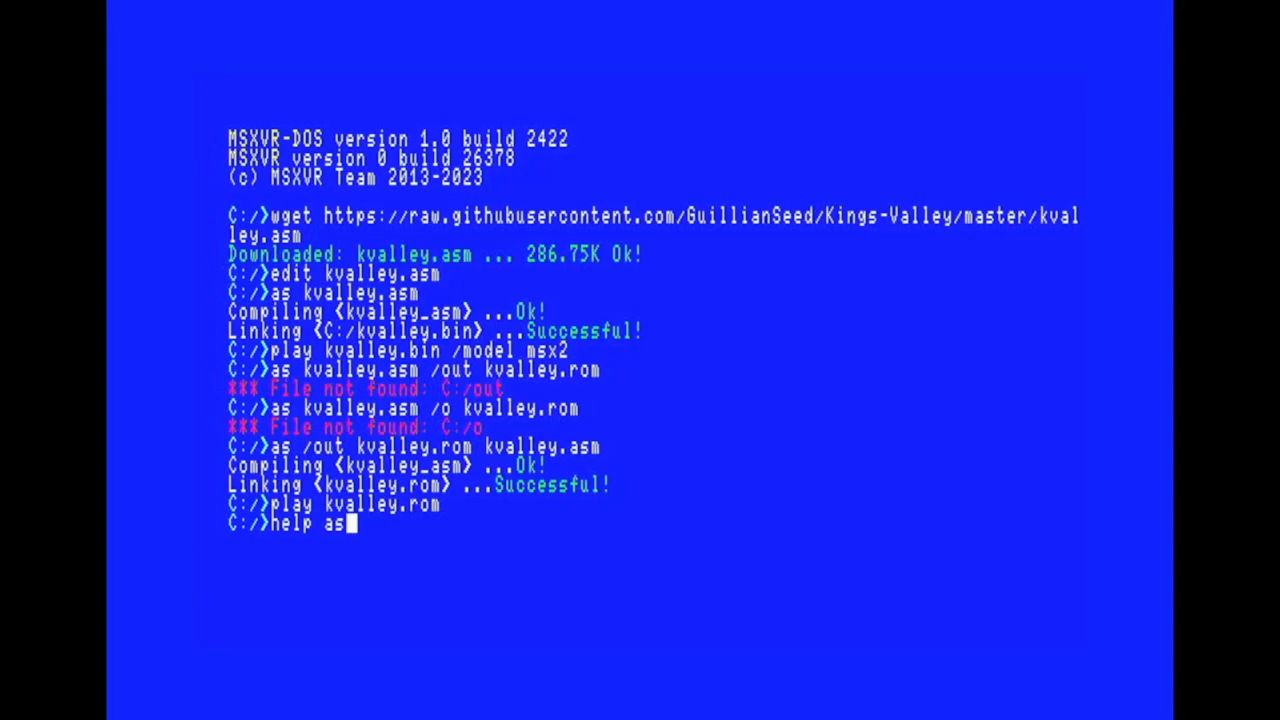 MSXVR-DOS version 1.0 build 2422
MSXVR version 0 build 26378
(c) MSXVR Team 2013-2023
C:/>wget https://raw.githubusercontent.com/GuillianSeed/Kings-Valley/master/kval
ley.asm
Downloaded: kvalley.asm ... 286.75K Ok!
C:/>edit kvalley.asm
C:/>as kvalley.asm
Compiling <kvalley_asm> ...Ok!
Linking <C:/kvalley.bin> ...Successful!
C:/>play kvalley.bin /model msx2
C:/>as kvalley.asm /out kvalley.rom
*** File not found: C:/out
C:/>as kvalley.asm /o kvalley.rom
*** File not found: C:/o
C:/>as /out kvalley.rom kvalley.asm
Compiling <kvalley_asm> ...Ok!
Linking <kvalley.rom> ...Successful!
C:/>play kvalley.rom
C:/>help as